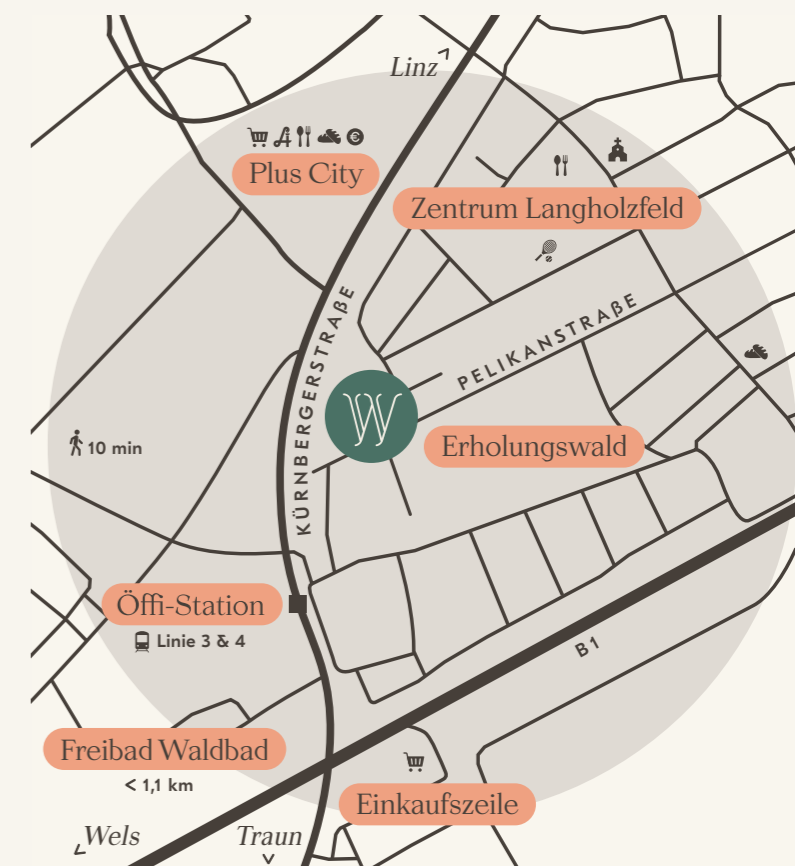 Linz
Plus City
Zentrum Langholzfeld
KÜRNBERGERSTRAßE
PELIKANSTRAßE
W
10 min
Erholungswald
Öffi-Station
Linie 3 & 4
B1
Freibad Waldbad
< 1,1 km
Einkaufszeile
Wels
Traun